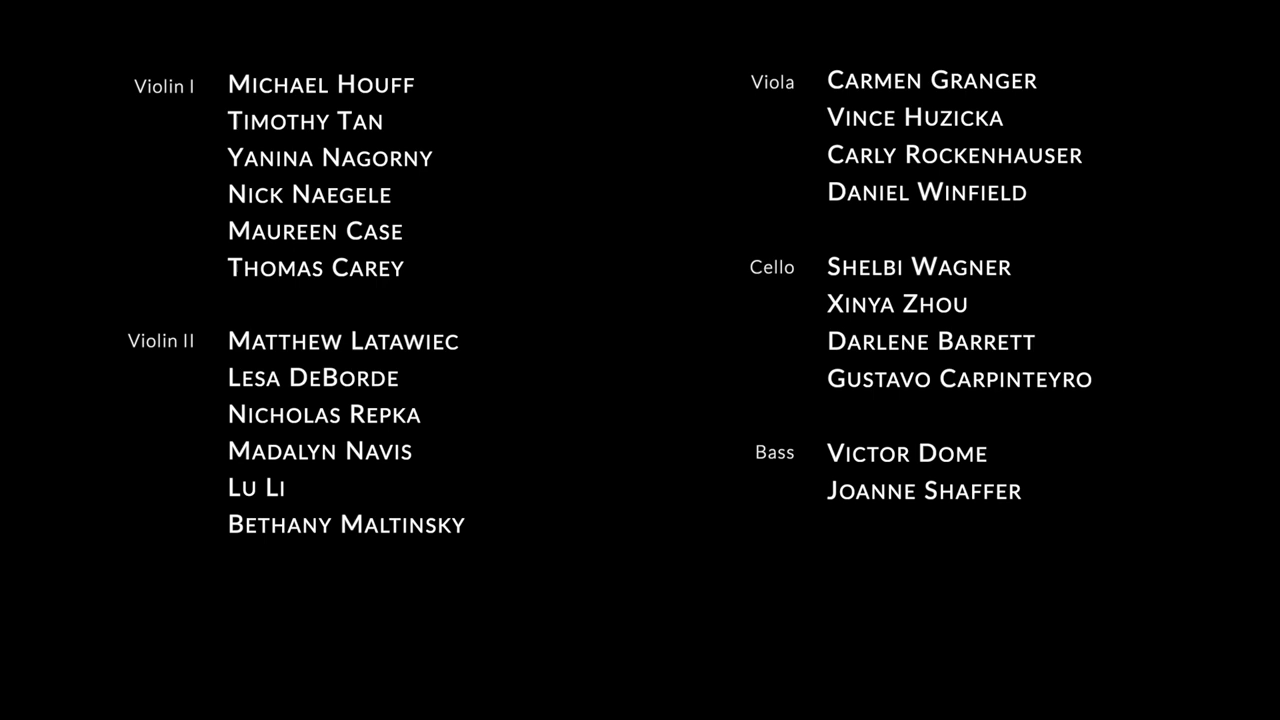 Violin I MICHAEL HOUFF
TIMOTHY TAN
YANINA NAGORNY
NICK NAEGELE
MAUREEN CASE
THOMAS CAREY
Violin II MATTHEW LATAWIEC
LESA DEBORDE
NICHOLAS REPKA
MADALYN NAVIS
LU LI
BETHANY MALTINSKY
Viola CARMEN GRANGER
VINCE HUZICKA
CARLY ROCKENHAUSER
DANIEL WINFIELD
Cello SHELBI WAGNER
XINYA ZHOU
DARLENE BARRETT
GUSTAVO CARPINTEYRO
Bass VICTOR DOME
JOANNE SHAFFER